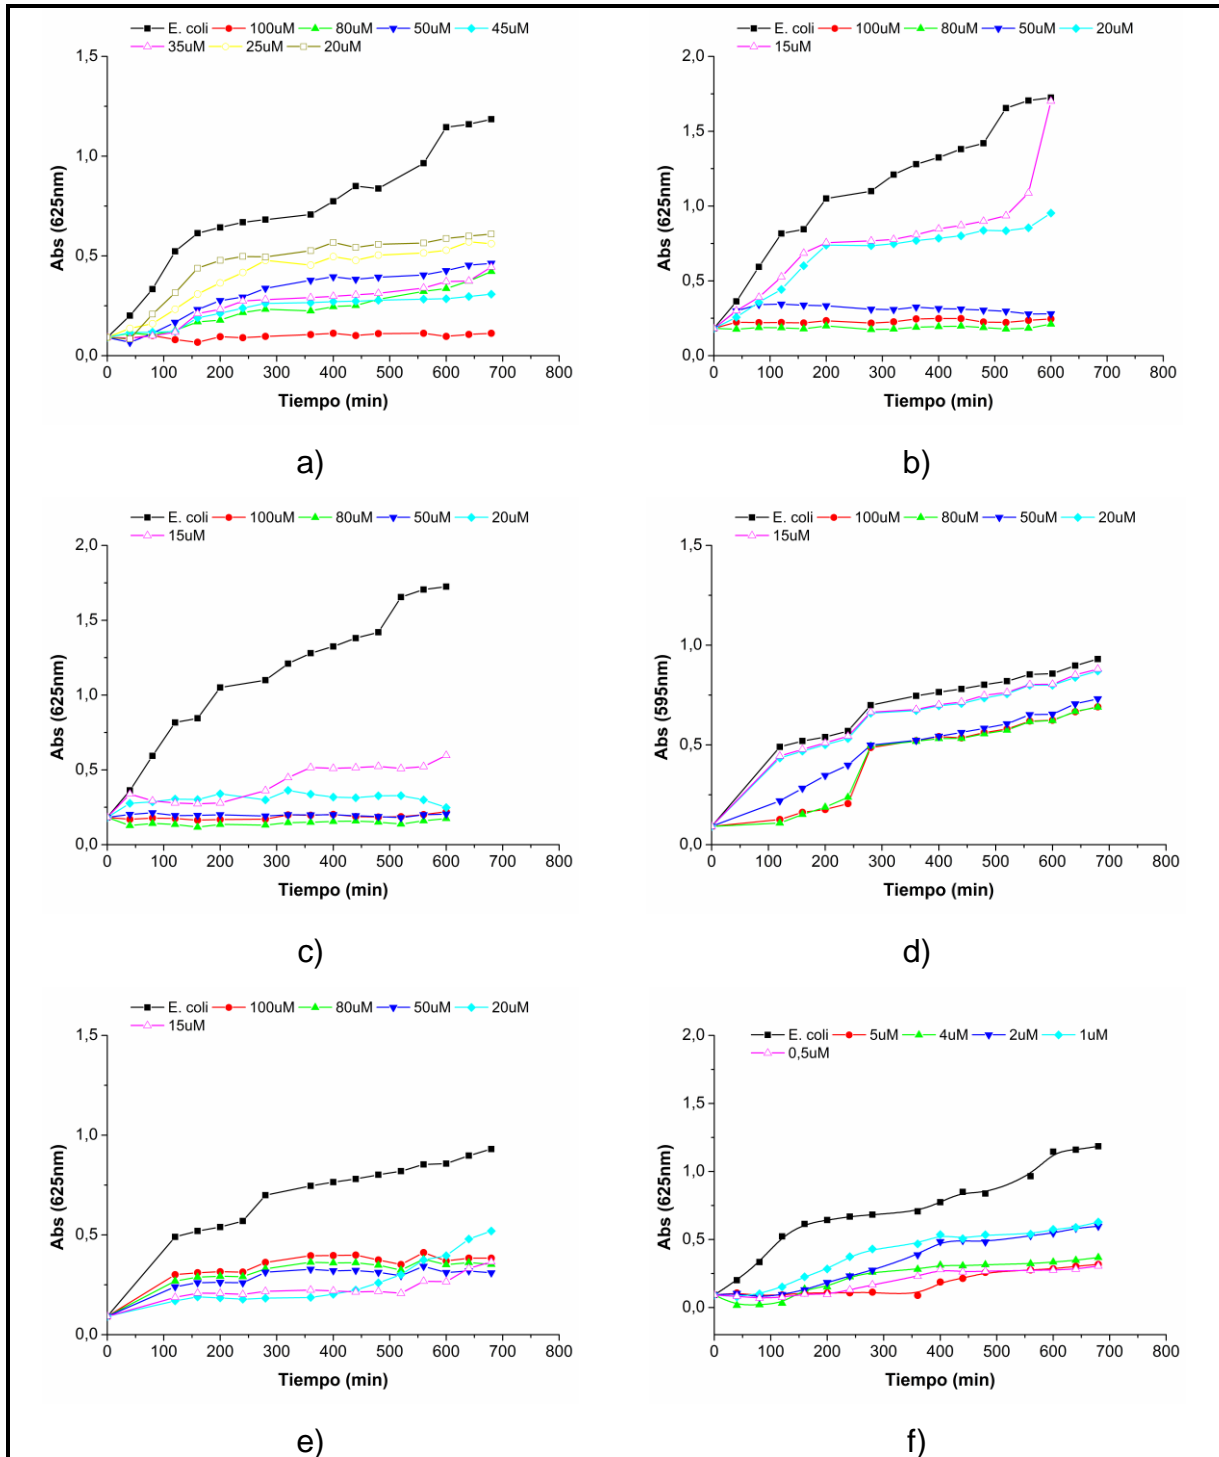 E. coli 100uM 80uM 50uM 45uM
35uM 25uM 20uM
1,5
1,0
0,5
0,0
Abs (625nm)
0 100 200 300 400 500 600 700 800
Tiempo (min)
a)
E. coli 100uM 80uM 50uM 20uM
15uM
2,0
1,5
1,0
0,5
0,0
Abs (625nm)
0 100 200 300 400 500 600 700 800
Tiempo (min)
b)
E. coli 100uM 80uM 50uM 20uM
15uM
2,0
1,5
1,0
0,5
0,0
Abs (625nm)
0 100 200 300 400 500 600 700 800
Tiempo (min)
c)
E. coli 100uM 80uM 50uM 20uM
15uM
1,5
1,0
0,5
0,0
Abs (595nm)
0 100 200 300 400 500 600 700 800
Tiempo (min)
d)
E. coli 100uM 80uM 50uM 20uM
15uM
1,5
1,0
0,5
0,0
Abs (625nm)
0 100 200 300 400 500 600 700 800
Tiempo (min)
e)
E. coli 5uM 4uM 2uM 1uM
0,5uM
2,0
1,5
1,0
0,5
0,0
Abs (625nm)
0 100 200 300 400 500 600 700 800
Tiempo (min)
f)